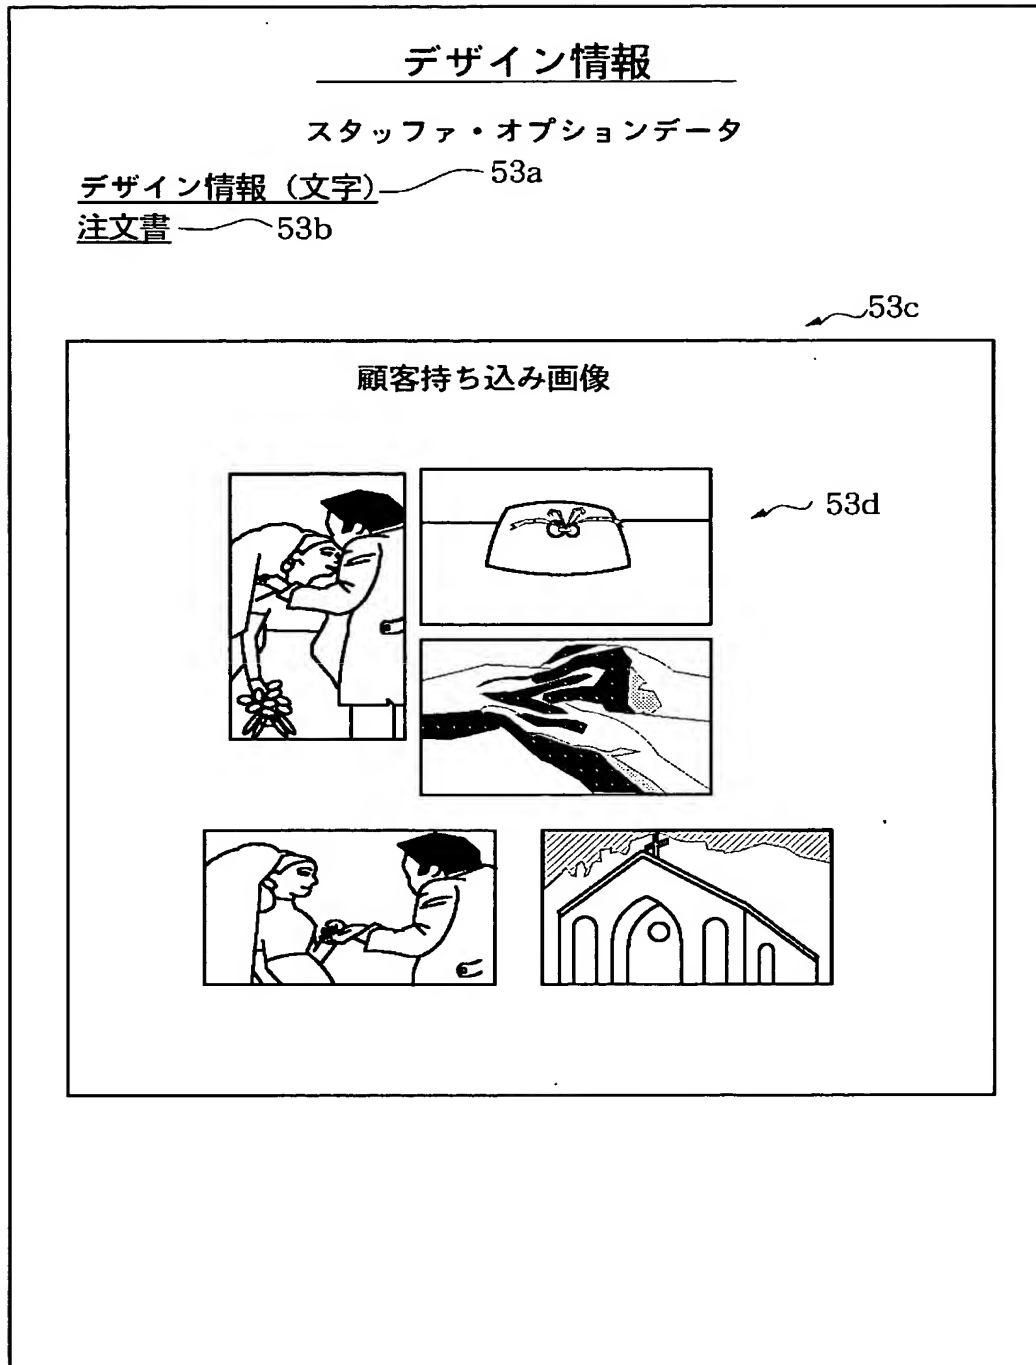 デザイン情報
スタッファ・オプションデータ
デザイン情報（文字） 53a
注文書 53b
53c
顧客持ち込み画像
53d